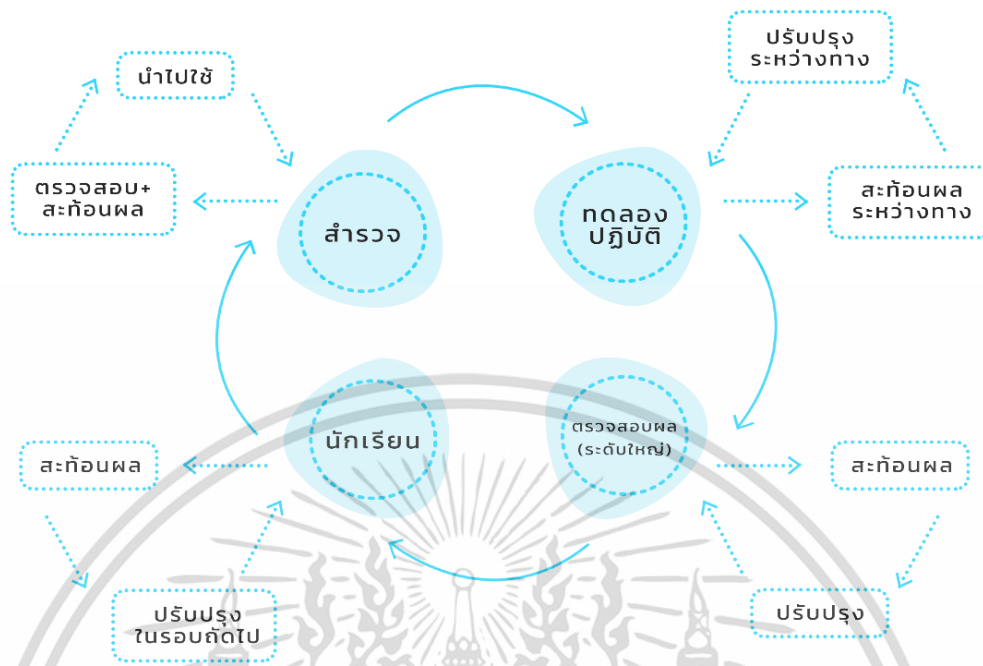 ปรับปรุง
ระหว่างทาง
นำไปใช้
ตรวจสอบ+
สะท้อนผล
สำรวจ
ทดลอง
ปฏิบัติ
สะท้อนผล
ระหว่างทาง
สะท้อนผล
นักเรียน
ตรวจสอบผล
(ระดับใหญ่)
สะท้อนผล
ปรับปรุง
ในรอบถัดไป
ปรับปรุง